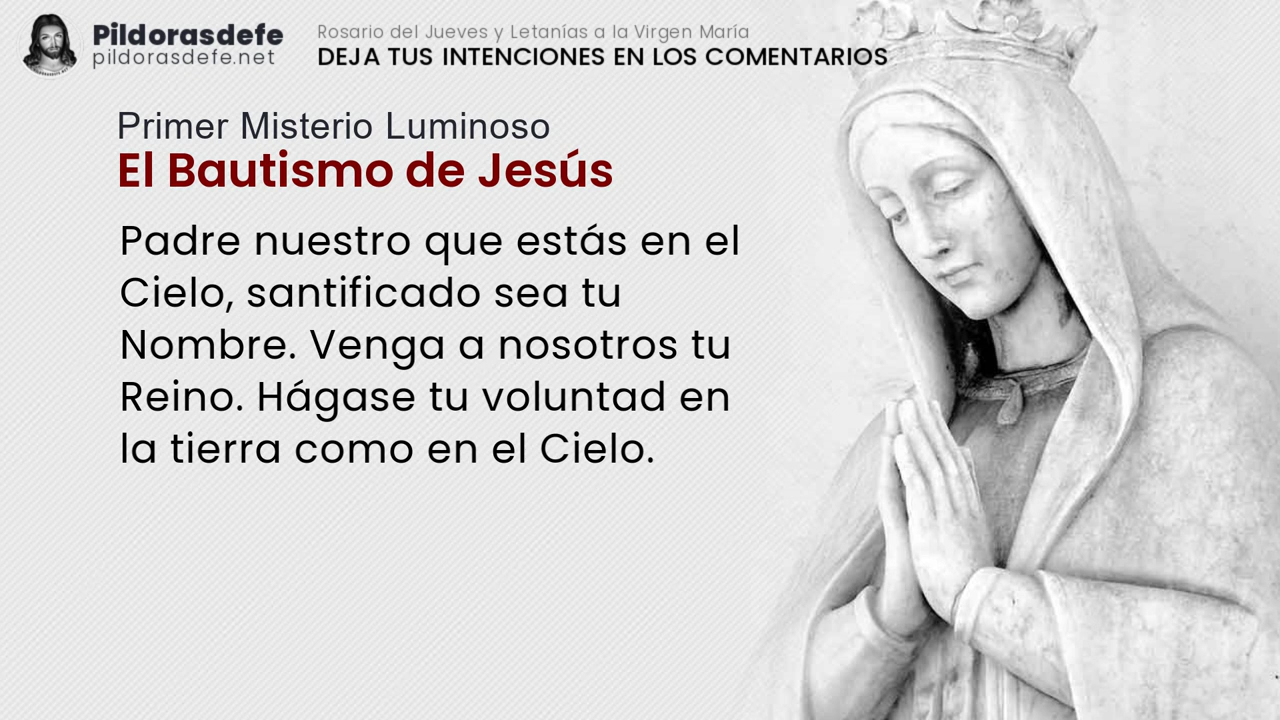 Pildorasdefe
pildorasdefe.net
Rosario del Jueves y Letanías a la Virgen María
DEJA TUS INTENCIONES EN LOS COMENTARIOS
Primer Misterio Luminoso
El Bautismo de Jesús
Padre nuestro que estás en el
Cielo, santificado sea tu
Nombre. Venga a nosotros tu
Reino. Hágase tu voluntad en
la tierra como en el Cielo.